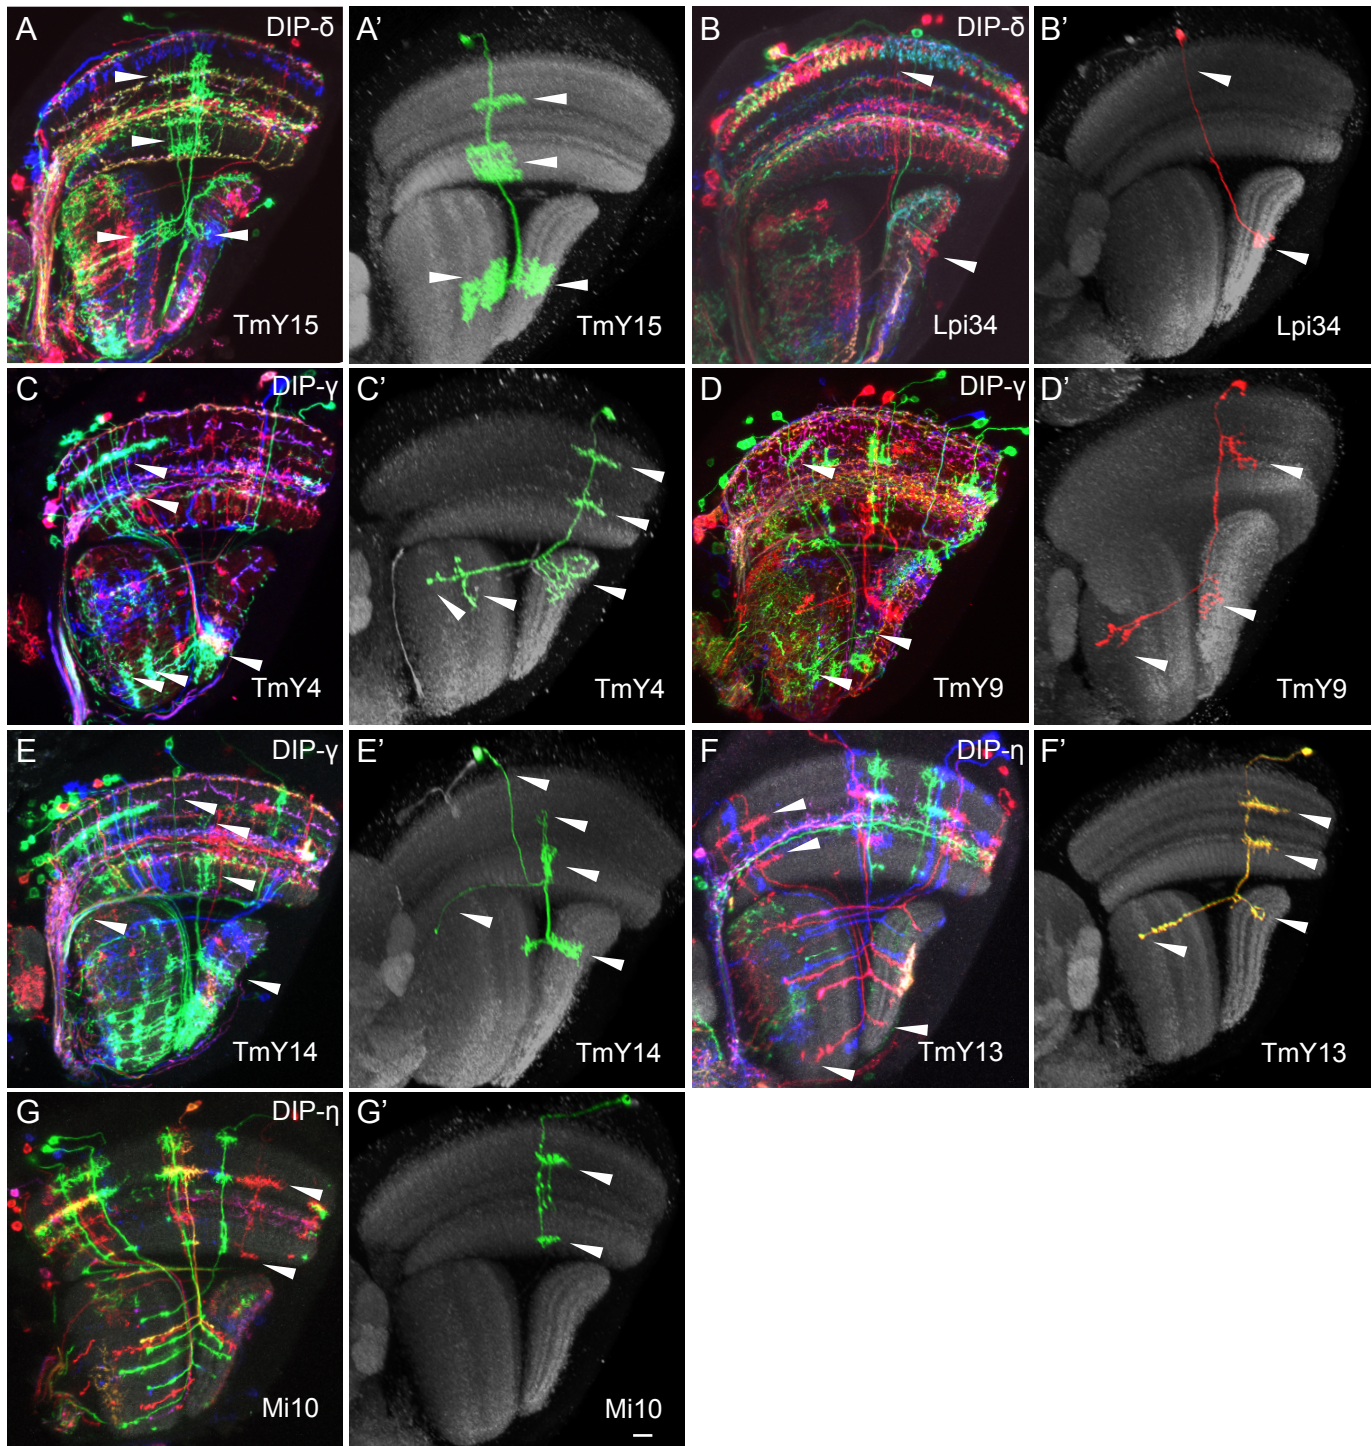 A DIP-δ A’ B DIP-δ B’
TmY15 TmY15 Lpi34 Lpi34
C DIP-γ C’ D DIP-γ D’
TmY4 TmY4 TmY9 TmY9
E DIP-γ E’ F DIP-η F’
TmY14 TmY14 TmY13 TmY13
G DIP-η G’
Mi10 Mi10